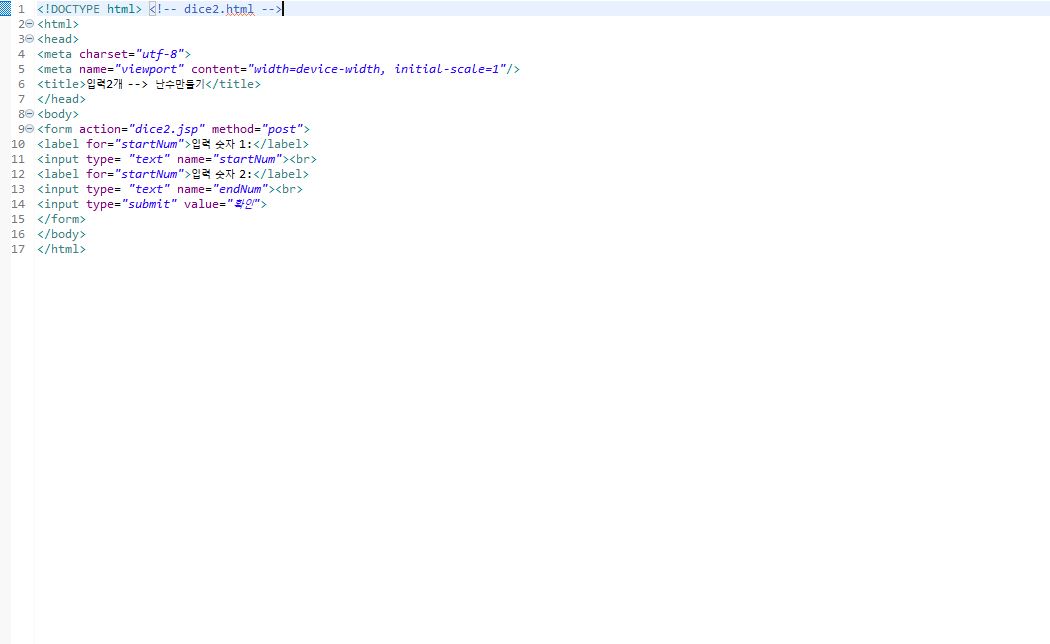 1 <!DOCTYPE html> <!-- dice2.html -->
2 <html>
3 <head>
4 <meta charset="utf-8">
5 <meta name="viewport" content="width=device-width, initial-scale=1"/>
6 <title>입력2개 --> 난수만들기</title>
7 </head>
8 <body>
9 <form action="dice2.jsp" method="post">
10 <label for="startNum">입력 숫자 1:</label>
11 <input type= "text" name="startNum"><br>
12 <label for="startNum">입력 숫자 2:</label>
13 <input type= "text" name="endNum"><br>
14 <input type="submit" value="확인">
15 </form>
16 </body>
17 </html>